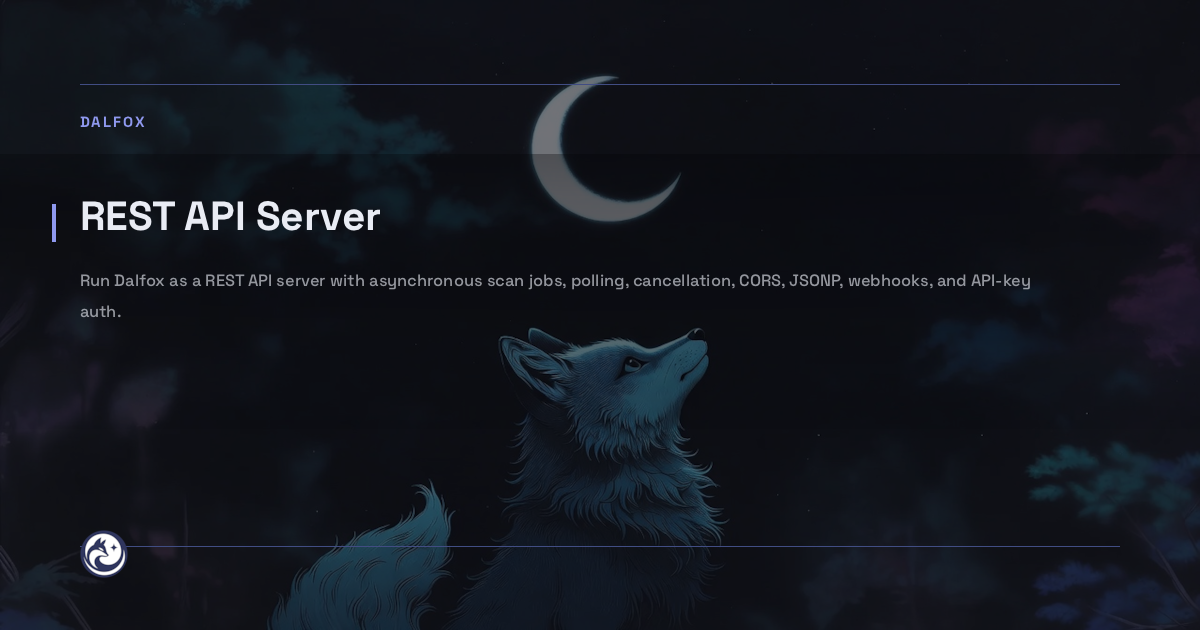 DALFOX
REST API Server
Run Dalfox as a REST API server with asynchronous scan jobs, polling, cancellation, CORS, JSONP, webhooks, and API-key
auth.